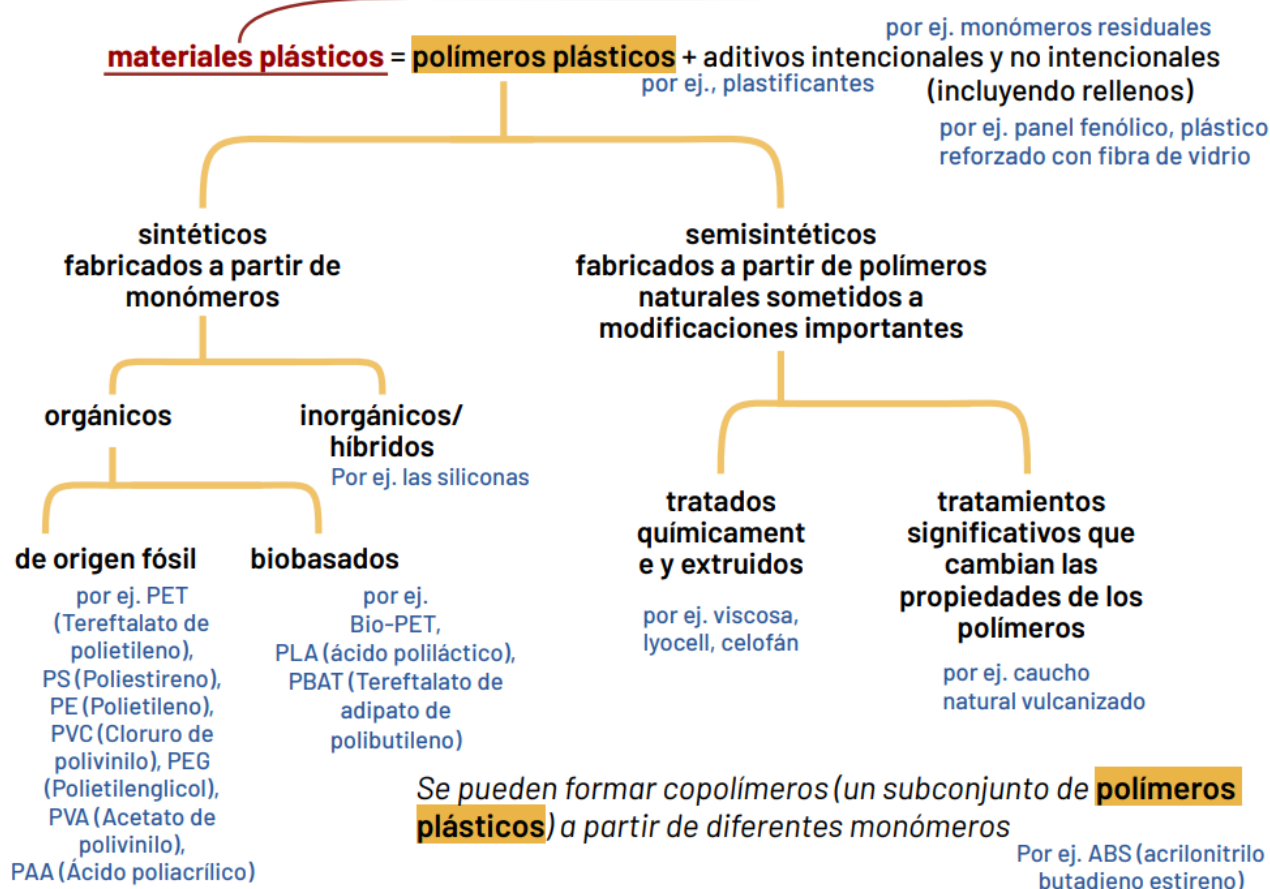 por ej. monómeros residuales
materiales plásticos = polímeros plásticos + aditivos intencionales y no intencionales
por ej., plastificantes
(incluyendo rellenos)
por ej. panel fenólico, plástico
reforzado con fibra de vidrio
sintéticos
fabricados a partir de
monómeros
semisintéticos
fabricados a partir de polímeros
naturales sometidos a
modificaciones importantes
orgánicos
inorgánicos/
híbridos
Por ej. las siliconas
de origen fósil
por ej. PET
(Tereftalato de
polietileno),
PS (Poliestireno),
PE (Polietileno),
PVC (Cloruro de
polivinilo), PEG
(Polietilenglicol),
PVA (Acetato de
polivinilo),
PAA (Ácido poliacrílico)
biobasados
por ej.
Bio-PET,
PLA (ácido poliláctico),
PBAT (Tereftalato de
adipato de
polibutileno)
tratados
químicament
e y extruidos
por ej. viscosa,
lyocell, celofán
tratamientos
significativos que
cambian las
propiedades de los
polímeros
por ej. caucho
natural vulcanizado
Se pueden formar copolímeros (un subconjunto de polímeros
plásticos) a partir de diferentes monómeros
Por ej. ABS (acrilonitrilo
butadieno estireno)